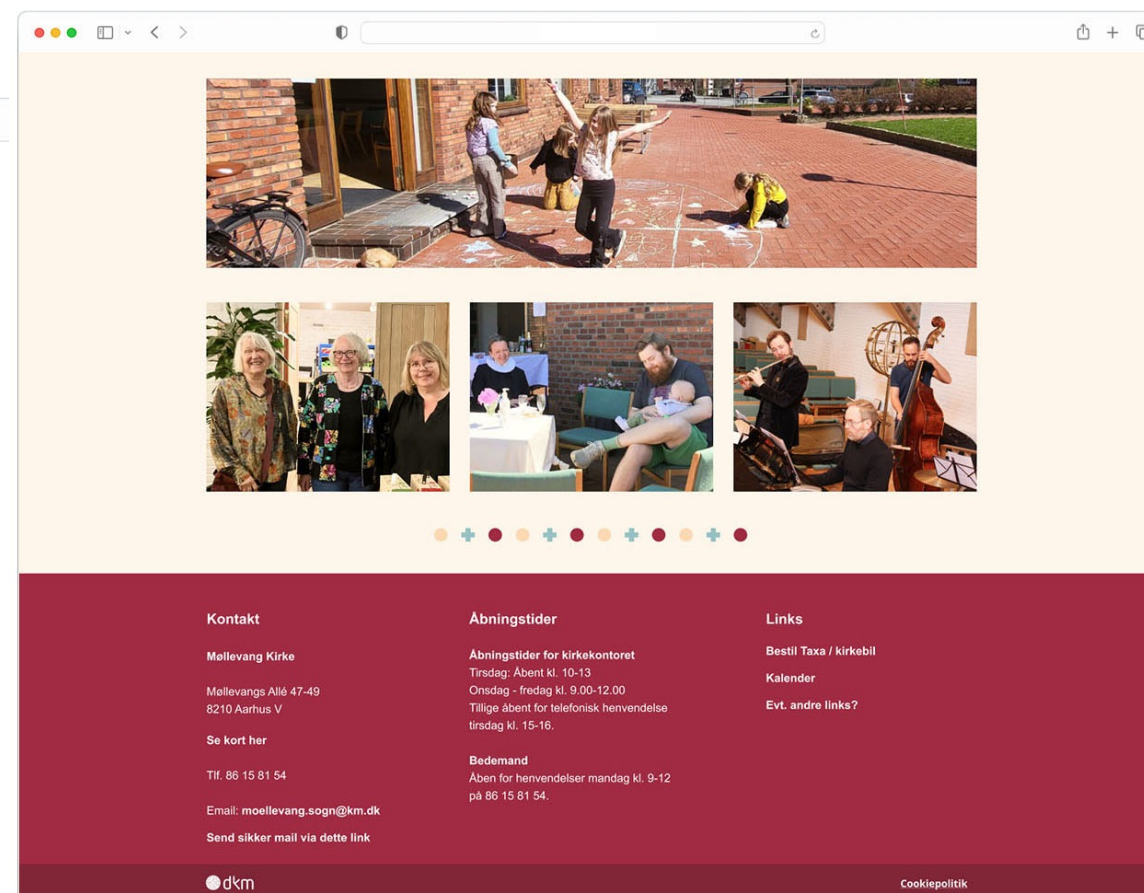 Kontakt
Møllevang Kirke
Møllevangs Allé 47-49
8210 Aarhus V
Se kort her
Tlf. 86 15 81 54
Email: moellevang.sogn@km.dk
Send sikker mail via dette link
Åbningstider
Åbningstider for kirkekontoret
Tirsdag: Åbent kl. 10-13
Onsdag - fredag kl. 9.00-12.00
Tillige åbent for telefonisk henvendelse
tirsdag kl. 15-16.
Bedemand
Åben for henvendelser mandag kl. 9-12
på 86 15 81 54.
Links
Bestil Taxa / kirkebil
Kalender
Evt. andre links?
dkm
Cookiepolitik